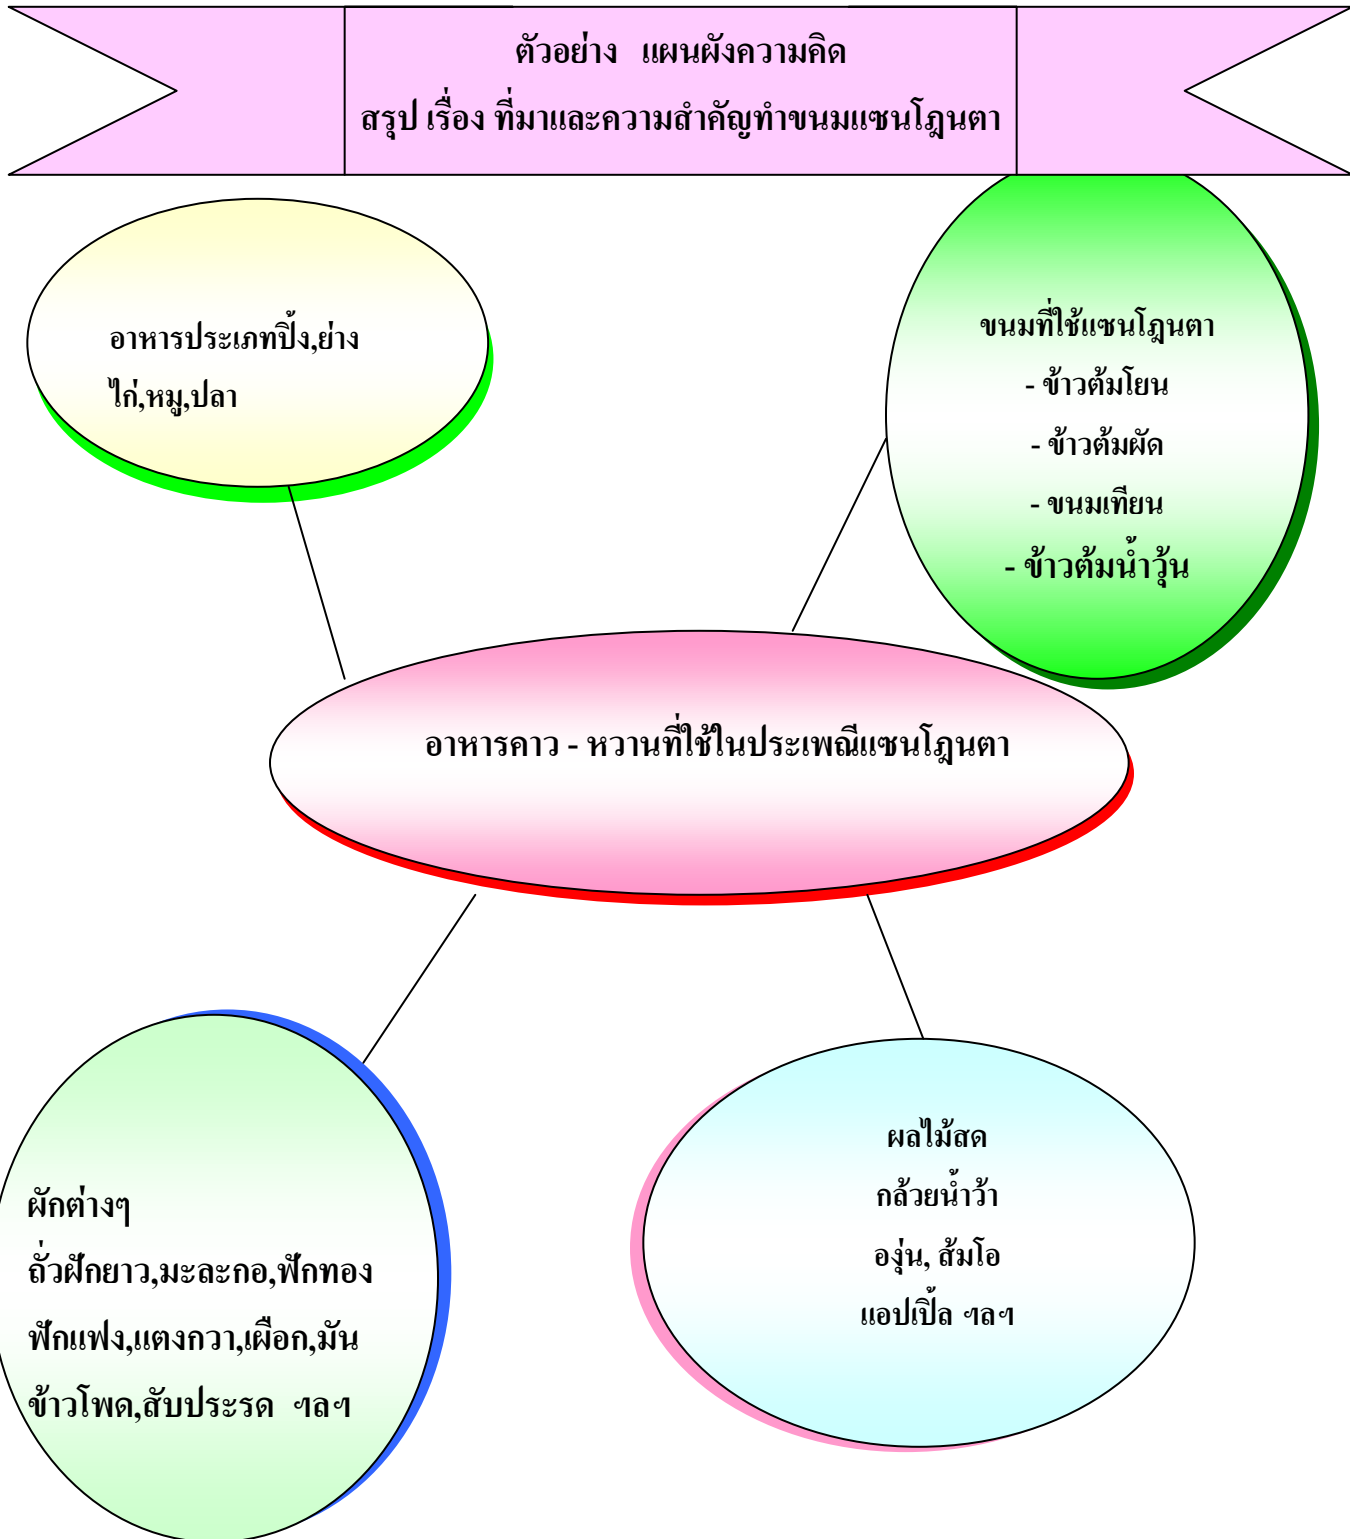 ตัวอย่าง แผนผังความคิด
สรุป เรื่อง ที่มาและความสำคัญทำขนมแซนโฎนตา
อาหารประเภทปิ้ง,ย่าง
ไก่,หมู,ปลา
ขนมที่ใช้แซนโฎนตา
- ข้าวต้มโยน
- ข้าวต้มผัด
- ขนมเทียน
- ข้าวต้มน้ำวุ้น
อาหารคาว - หวานที่ใช้ในประเพณีแซนโฎนตา
ผักต่างๆ
ถั่วฝักยาว,มะละกอ,ฟักทอง
ฟักแฟง,แตงกวา,เผือก,มัน
ข้าวโพด,สับประรด ฯลฯ
ผลไม้สด
กล้วยน้ำว้า
องุ่น, ส้มโอ
แอปเปิ้ล ฯลฯ